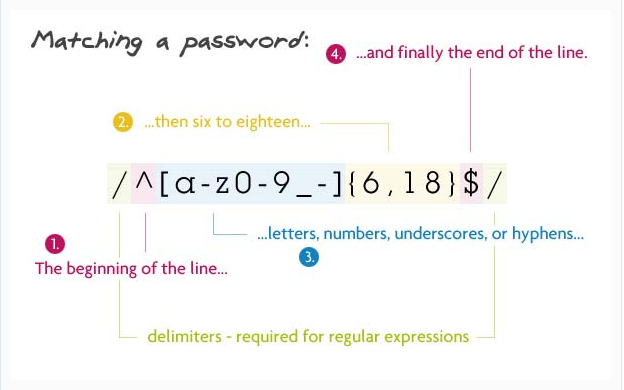 Matching a password:
4. ...and finally the end of the line.
2. ...then six to eighteen...
/^[a-z0-9_-]{6,18}$/
...letters, numbers, underscores, or hyphens...
3.
1.
The beginning of the line...
delimiters - required for regular expressions